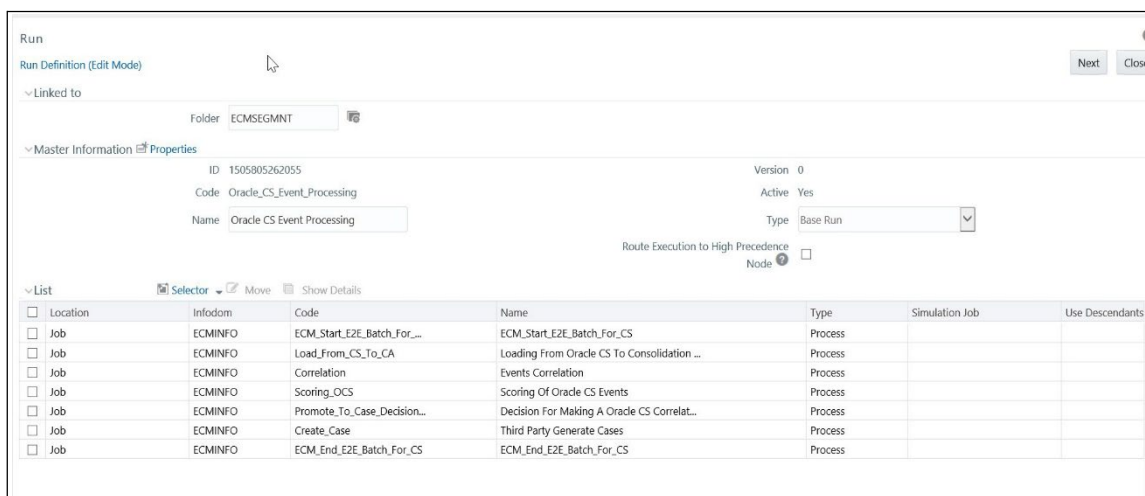 Run
Run Definition (Edit Mode)
Next Close
Linked to
Folder ECMSEGMNT
Master Information Properties
ID 1505805262055 Version 0
Code Oracle_CS_Event_Processing Active Yes
Name Oracle CS Event Processing Type Base Run
Route Execution to High Precedence
Node ?
List Selector Move Show Details
Location Infodom Code Name Type Simulation Job Use Descendants
Job ECMINFO ECM_Start_E2E_Batch_For_... ECM_Start_E2E_Batch_For_CS Process
Job ECMINFO Load_From_CS_To_CA Loading From Oracle CS To Consolidation ... Process
Job ECMINFO Correlation Events Correlation Process
Job ECMINFO Scoring_OCS Scoring Of Oracle CS Events Process
Job ECMINFO Promote_To_Case_Decision... Decision For Making A Oracle CS Correlat... Process
Job ECMINFO Create_Case Third Party Generate Cases Process
Job ECMINFO ECM_End_E2E_Batch_For_CS ECM_End_E2E_Batch_For_CS Process